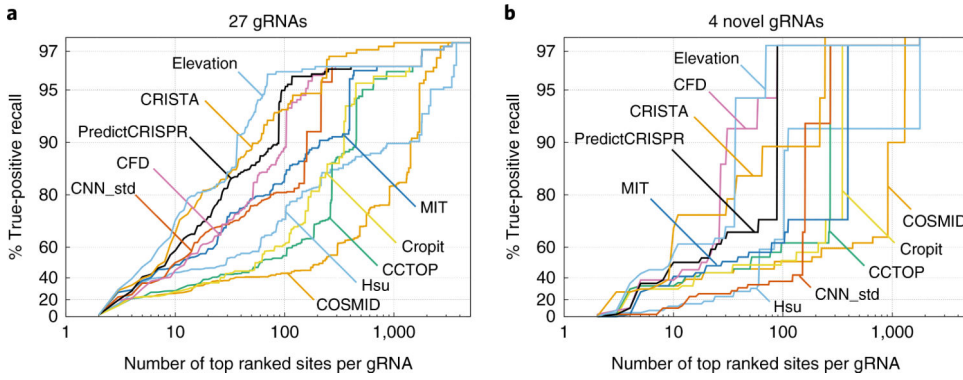 a
27 gRNAs
% True-positive recall
97
95
90
80
60
40
20
0
Elevation
CRISTA
PredictCRISPR
CFD
CNN_std
MIT
Cropit
CCTOP
Hsu
COSMID
1
10
100
1,000
Number of top ranked sites per gRNA
b
4 novel gRNAs
% True-positive recall
97
95
90
80
60
40
20
0
Elevation
CFD
CRISTA
PredictCRISPR
MIT
COSMID
Cropit
CCTOP
CNN_std
Hsu
1
10
100
1,000
Number of top ranked sites per gRNA